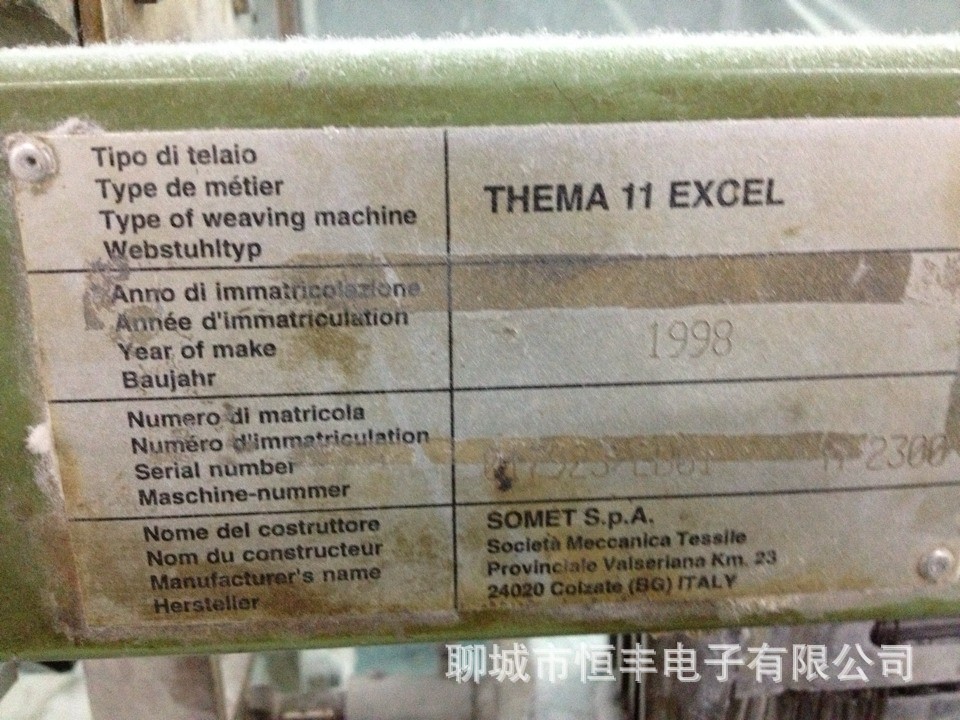 Tipo di telaio
Type de métier
Type of weaving machine
Webstuhltyp
THEMA 11 EXCEL
Anno di immatricolazione
Année d'immatriculation
Year of make
Baujahr
1998
Numero di matricola
Numéro d'immatriculation
Serial number
Maschine-nummer
2300
Nome del costruttore
Nom du constructeur
Manufacturer's name
Hersteller
SOMET S.p.A.
Società Meccanica Tessile
Provinciale Valseriana Km. 23
24020 Colzate (BG) ITALY
聊城市恒丰电子有限公司